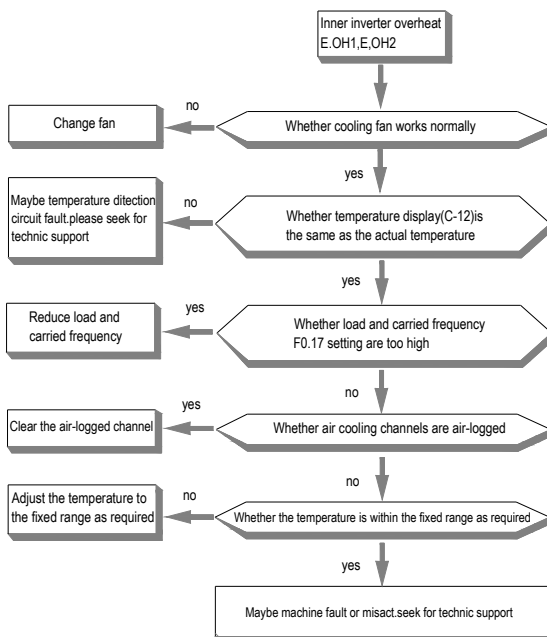 Inner inverter overheat
E.OH1,E,OH2
no
Change fan
Whether cooling fan works normally
yes
Maybe temperature ditection
circuit fault.please seek for
technic support
no
Whether temperature display(C-12)is
the same as the actual temperature
yes
Reduce load and
carried frequency
yes
Whether load and carried frequency
F0.17 setting are too high
no
Clear the air-logged channel
yes
Whether air cooling channels are air-logged
no
Adjust the temperature to
the fixed range as required
no
Whether the temperature is within the fixed range as required
yes
Maybe machine fault or misact.seek for technic support